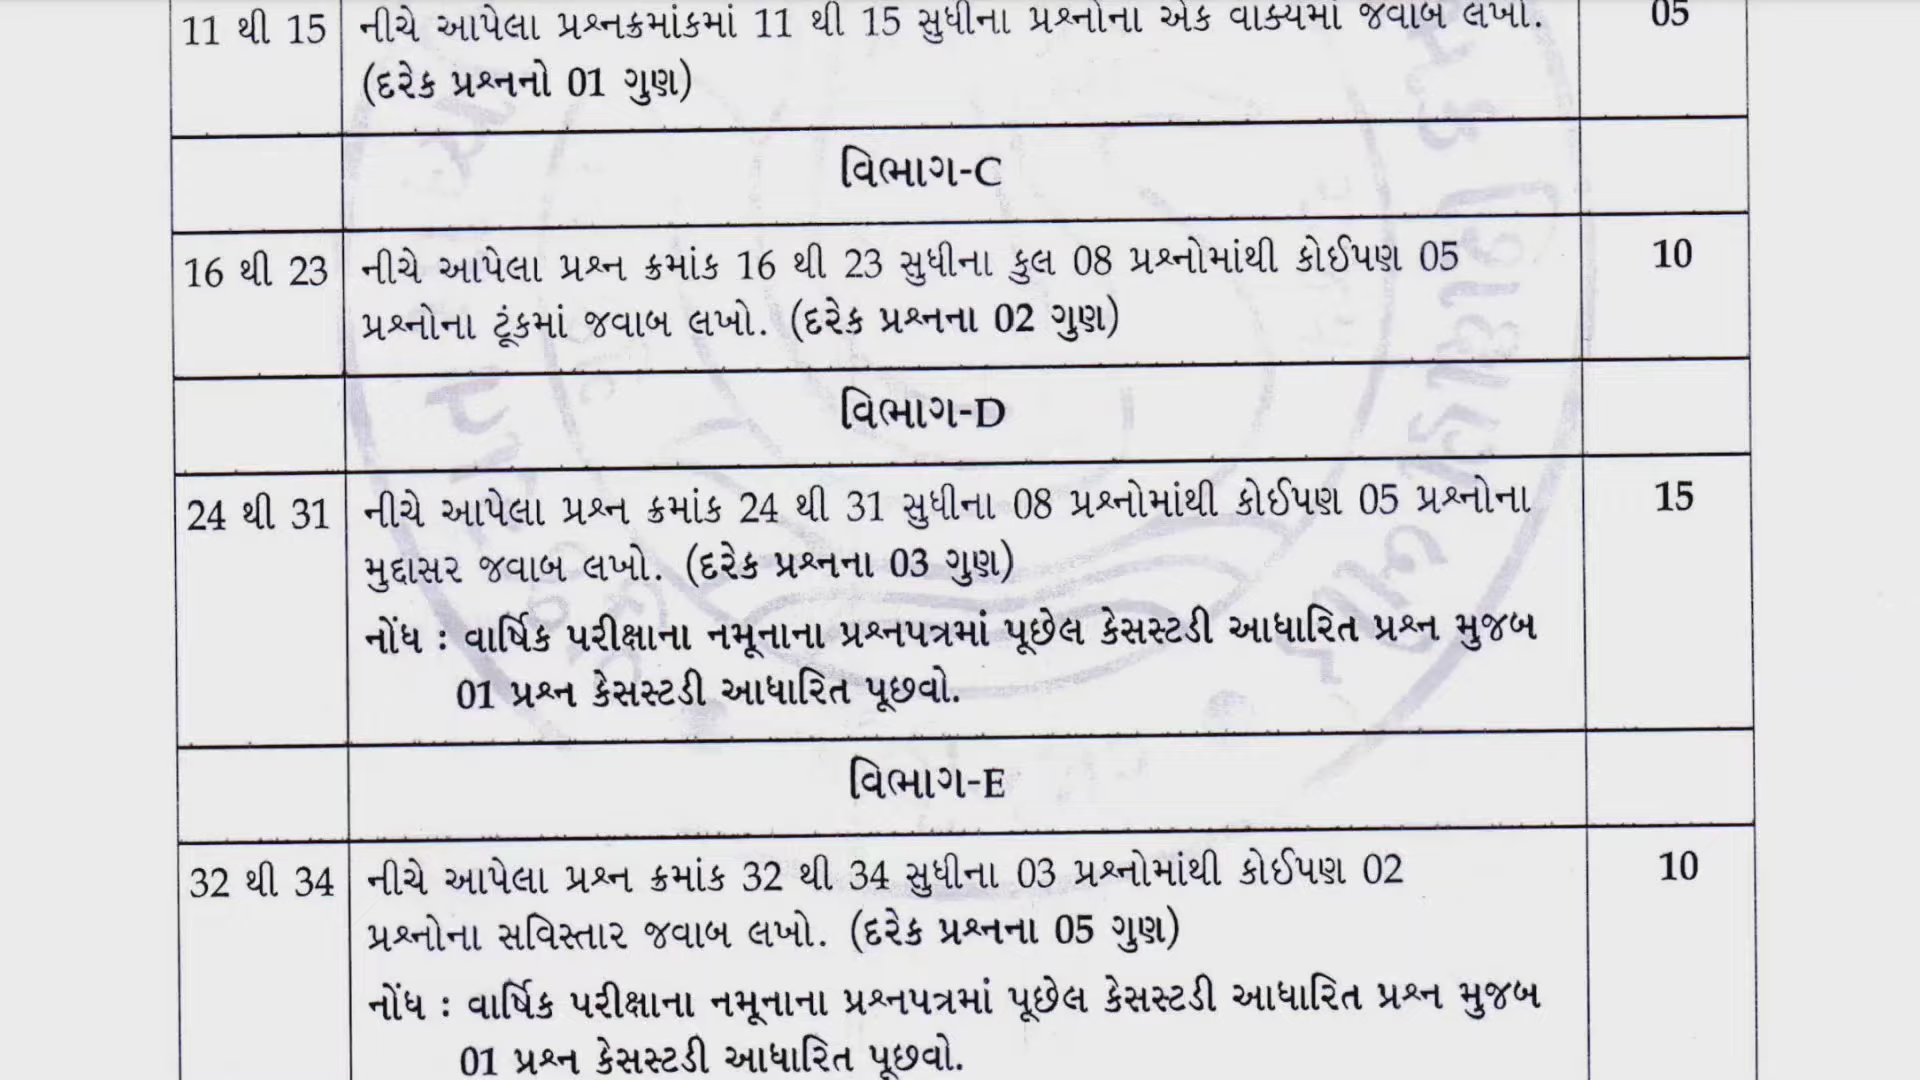 11 થી 15 નીચે આપેલા પ્રશ્નક્રમાંકમાં 11 થી 15 સુધીના પ્રશ્નોના એક વાક્યમાં જવાબ લખો. 05
(દરેક પ્રશ્નનો 01 ગુણ)
વિભાગ-C
16 થી 23 નીચે આપેલા પ્રશ્ન ક્રમાંક 16 થી 23 સુધીના કુલ 08 પ્રશ્નોમાંથી કોઈપણ 05 10
પ્રશ્નોના ટૂંકમાં જવાબ લખો. (દરેક પ્રશ્નના 02 ગુણ)
વિભાગ-D
24 થી 31 નીચે આપેલા પ્રશ્ન ક્રમાંક 24 થી 31 સુધીના 08 પ્રશ્નોમાંથી કોઈપણ 05 પ્રશ્નોના 15
મુદ્દાસર જવાબ લખો. (દરેક પ્રશ્નના 03 ગુણ)
નોંધ : વાર્ષિક પરીક્ષાના નમૂનાના પ્રશ્નપત્રમાં પૂછેલ કેસસ્ટડી આધારિત પ્રશ્ન મુજબ
01 પ્રશ્ન કેસસ્ટડી આધારિત પૂછવો.
વિભાગ-E
32 થી 34 નીચે આપેલા પ્રશ્ન ક્રમાંક 32 થી 34 સુધીના 03 પ્રશ્નોમાંથી કોઈપણ 02 10
પ્રશ્નોના સવિસ્તાર જવાબ લખો. (દરેક પ્રશ્નના 05 ગુણ)
નોંધ : વાર્ષિક પરીક્ષાના નમૂનાના પ્રશ્નપત્રમાં પૂછેલ કેસસ્ટડી આધારિત પ્રશ્ન મુજબ
01 પ્રશ્ન કેસસ્ટડી આધારિત પૂછવો.